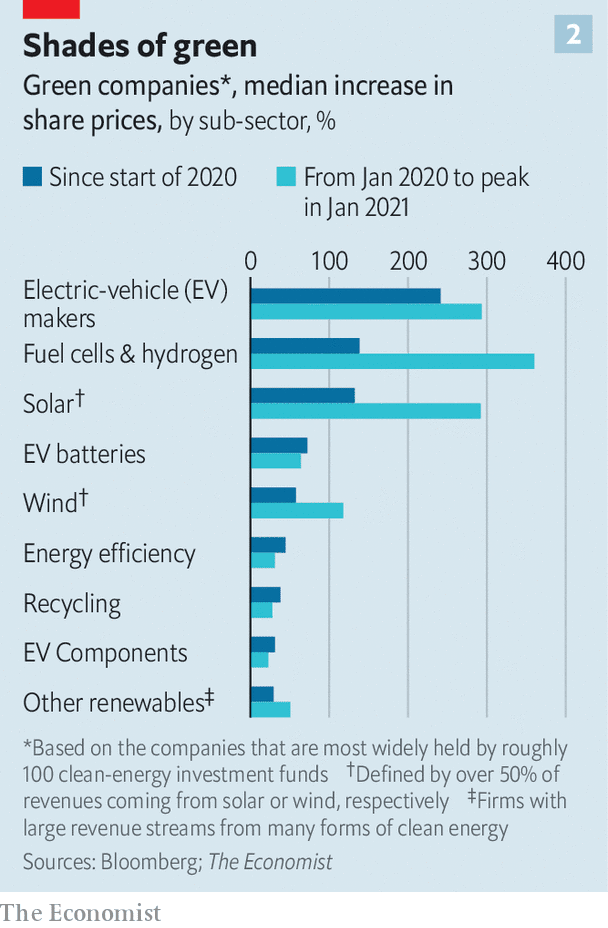 Shades of green
2
Green companies*, median increase in
share prices, by sub-sector, %
Since start of 2020
From Jan 2020 to peak
in Jan 2021
0 100 200 300 400
Electric-vehicle (EV)
makers
Fuel cells & hydrogen
Solar†
EV batteries
Wind†
Energy efficiency
Recycling
EV Components
Other renewables‡
*Based on the companies that are most widely held by roughly
100 clean-energy investment funds †Defined by over 50% of
revenues coming from solar or wind, respectively ‡Firms with
large revenue streams from many forms of clean energy
Sources: Bloomberg; The Economist
The Economist